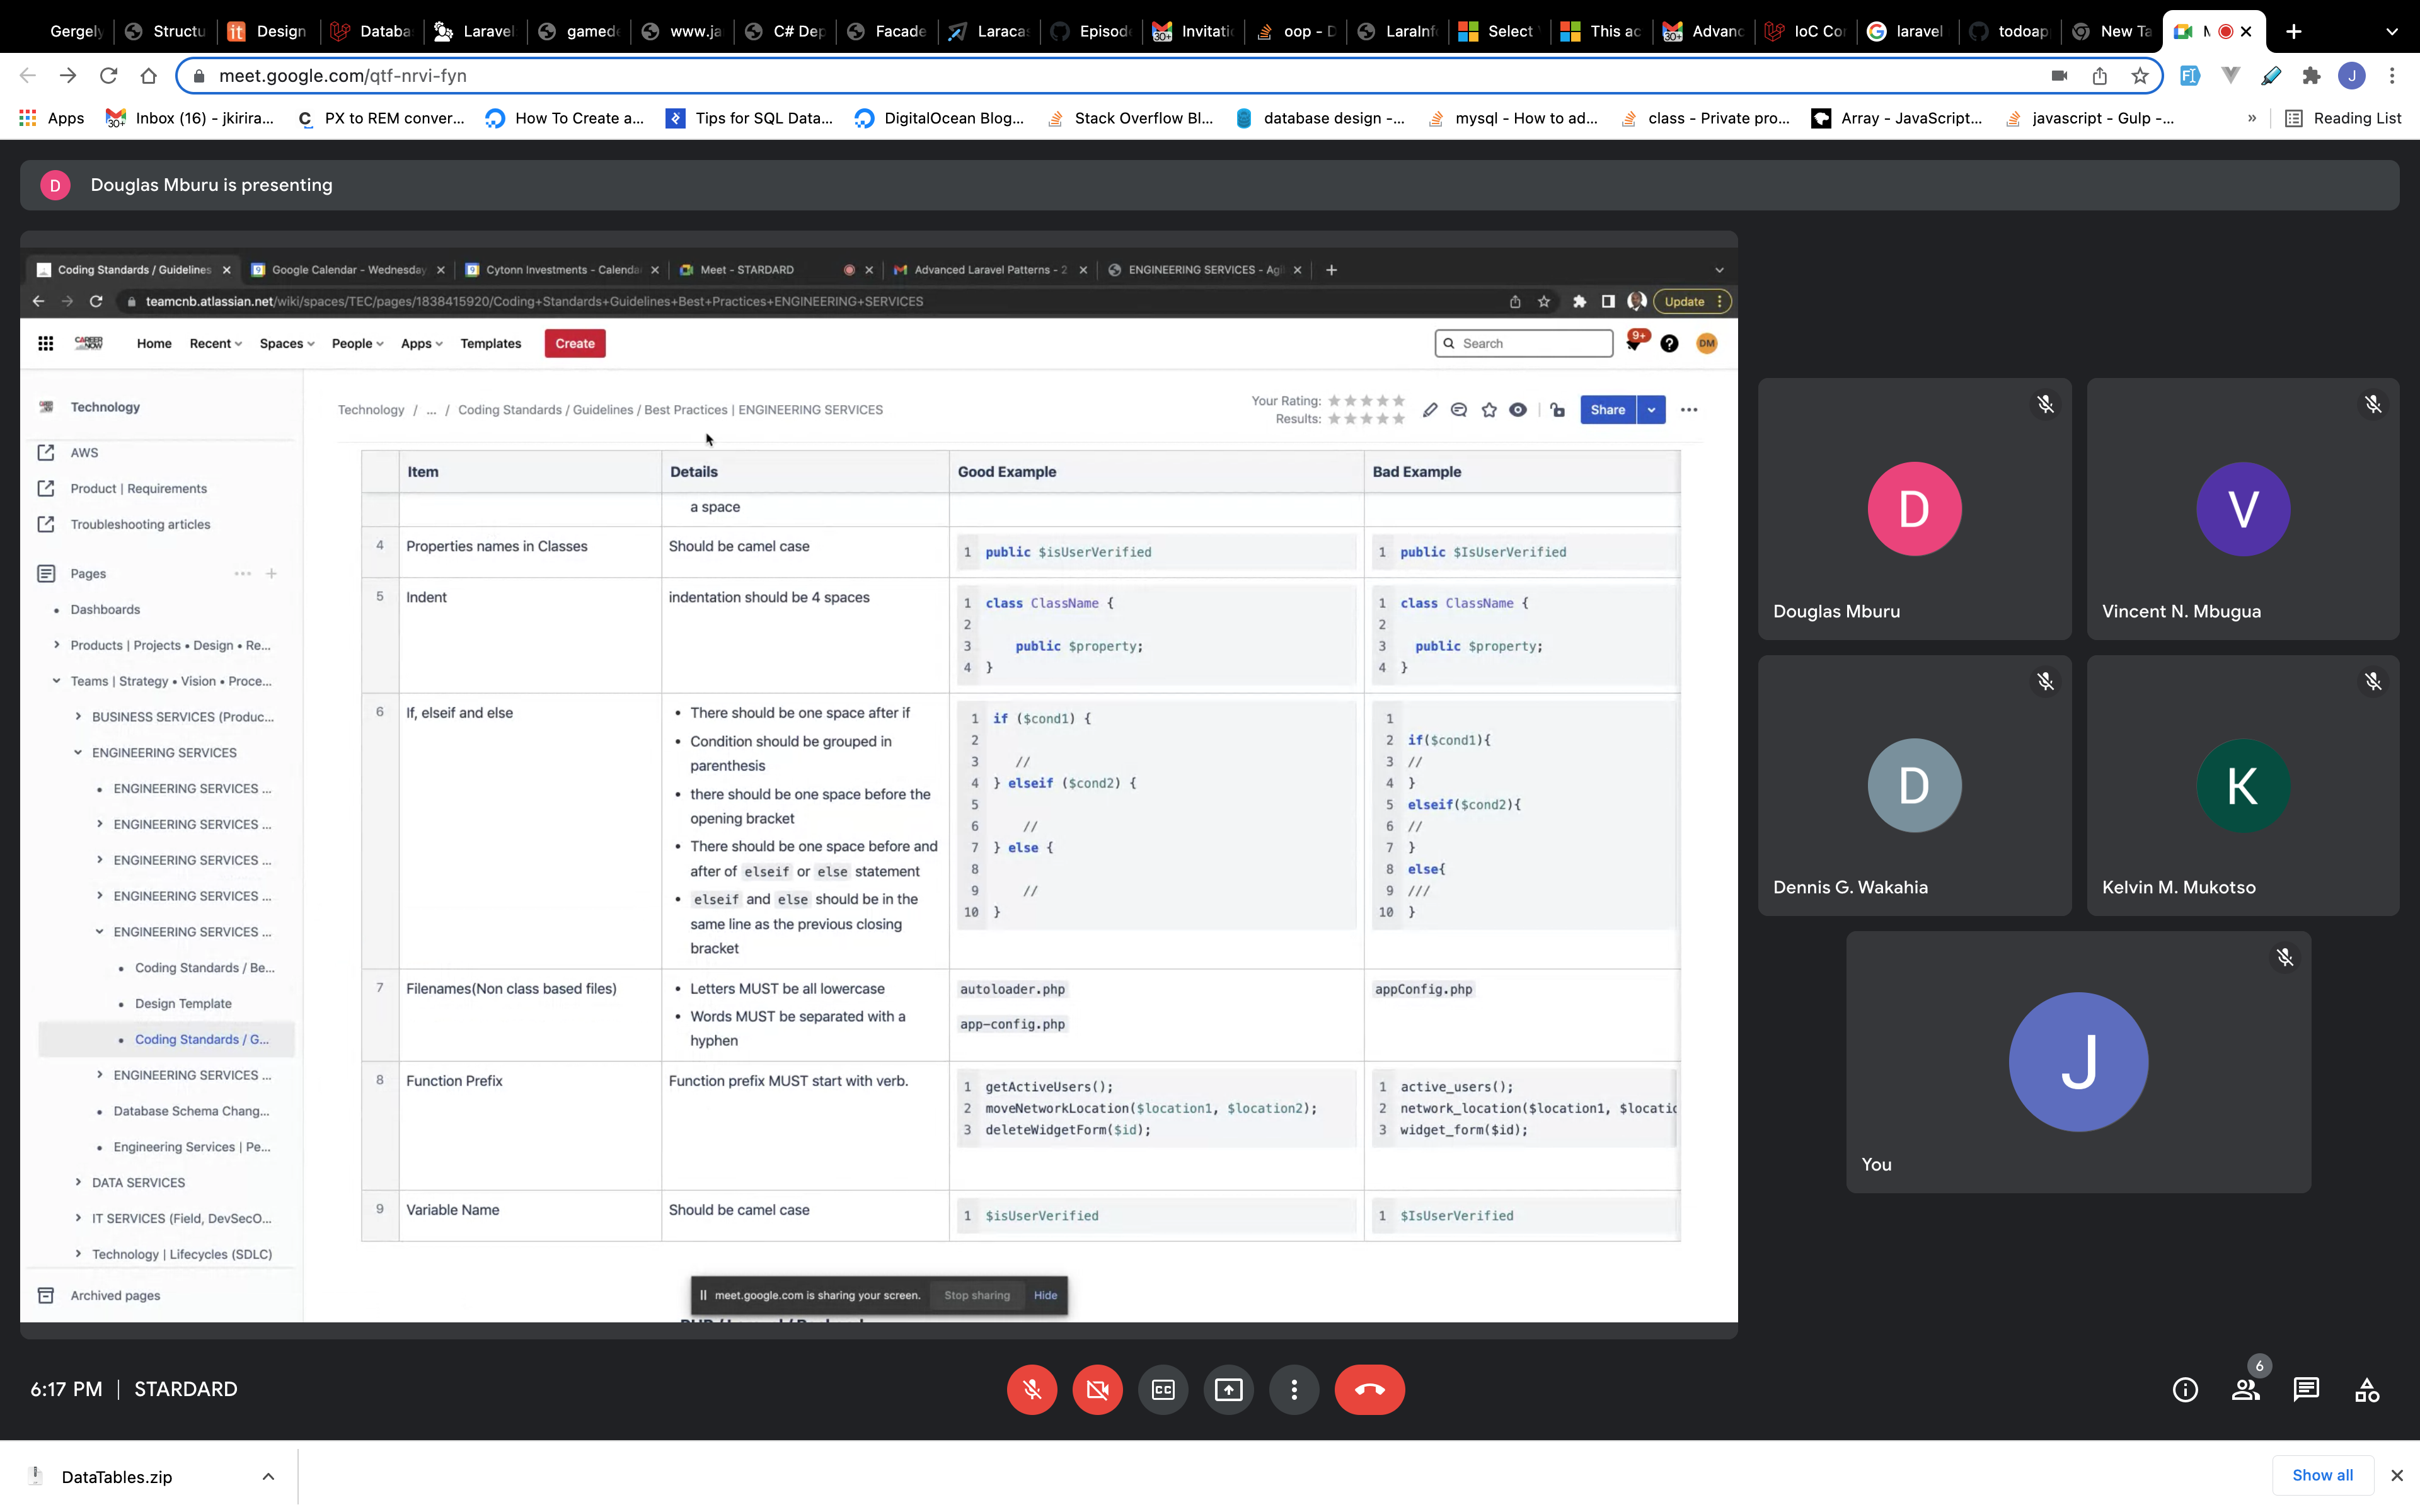 Gergely
Structu
Design
Databa
Laravel
gamede
www.ja
C# Dep
Facade
Laracas
Episod
Invitati
oop - D
LaraInfo
Select
This ac
Advanc
IoC Con
laravel
todoapp
New Ta
meet.google.com/qtf-nrvi-fyn
J
Apps
Inbox (16) - jkirira...
PX to REM conver...
How To Create a...
Tips for SQL Data...
DigitalOcean Blog...
Stack Overflow Bl...
database design -...
mysql - How to ad...
class - Private pro...
Array - JavaScript...
javascript - Gulp -...
»
Reading List
D
Douglas Mburu is presenting
Coding Standards / Guidelines
Google Calendar - Wednesday
Cytonn Investments - Calenda
Meet - STARDARD
Advanced Laravel Patterns - 2
ENGINEERING SERVICES - Agi
teamcnb.atlassian.net/wiki/spaces/TEC/pages/1838415920/Coding+Standards+Guidelines+Best+Practices+ENGINEERING+SERVICES
Update
Home
Recent
Spaces
People
Apps
Templates
Create
Search
9+
DM
Technology
AWS
Product | Requirements
Troubleshooting articles
Pages
Dashboards
Products | Projects • Design • Re...
Teams | Strategy • Vision • Proce...
BUSINESS SERVICES (Produc...
ENGINEERING SERVICES
ENGINEERING SERVICES ...
ENGINEERING SERVICES ...
ENGINEERING SERVICES ...
ENGINEERING SERVICES ...
ENGINEERING SERVICES ...
Coding Standards / Be...
Design Template
Coding Standards / G...
ENGINEERING SERVICES ...
Database Schema Chang...
Engineering Services | Pe...
DATA SERVICES
IT SERVICES (Field, DevSecO...
Technology | Lifecycles (SDLC)
Archived pages
Technology / ... / Coding Standards / Guidelines / Best Practices | ENGINEERING SERVICES
Your Rating:
Results:
Share
Item
Details
Good Example
Bad Example
a space
4
Properties names in Classes
Should be camel case
1 public $isUserVerified
1 public $IsUserVerified
5
Indent
indentation should be 4 spaces
1 class ClassName {
2
3 public $property;
4 }
1 class ClassName {
2
3 public $property;
4 }
6
If, elseif and else
• There should be one space after if
• Condition should be grouped in
parenthesis
• there should be one space before the
opening bracket
• There should be one space before and
after of elseif or else statement
• elseif and else should be in the
same line as the previous closing
bracket
1 if ($cond1) {
2
3 //
4 } elseif ($cond2) {
5
6 //
7 } else {
8
9 //
10 }
1
2 if($cond1){
3 //
4 }
5 elseif($cond2){
6 //
7 }
8 else{
9 ///
10 }
7
Filenames(Non class based files)
• Letters MUST be all lowercase
• Words MUST be separated with a
hyphen
autoloader.php
app-config.php
appConfig.php
8
Function Prefix
Function prefix MUST start with verb.
1 getActiveUsers();
2 moveNetworkLocation($location1, $location2);
3 deleteWidgetForm($id);
1 active_users();
2 network_location($location1, $locatio
3 widget_form($id);
9
Variable Name
Should be camel case
1 $isUserVerified
1 $IsUserVerified
meet.google.com is sharing your screen.
Stop sharing
Hide
D
Douglas Mburu
V
Vincent N. Mbugua
D
Dennis G. Wakahia
K
Kelvin M. Mukotso
J
You
6:17 PM | STARDARD
CC
6
DataTables.zip
Show all